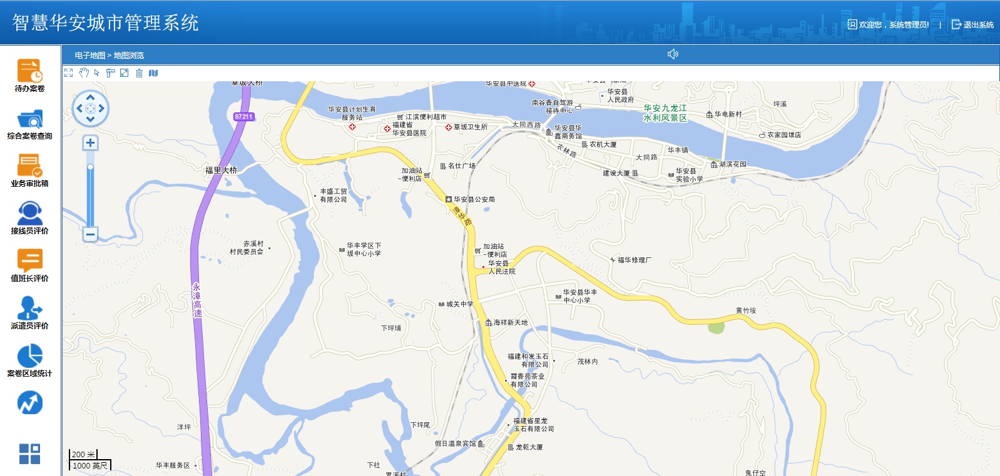 智慧华安城市管理系统
欢迎您，系统管理员!
|
退出系统
电子地图 > 地图浏览
待办案卷
综合案卷查询
业务审批箱
接线员评价
值班长评价
派遣员评价
案卷区域统计
草坂大桥
S7211
华安县中医院
华安县
人民政府
南谷香自驾游
接待中心
华安九龙江
水利风景区
坪溪
华电新村
华安县计划生育
服务站
江滨便利超市
福建省
华安县医院
草坂卫生所
大同西路
华安县华
鑫商务馆
农家园饭店
农机大厦
农林路
大同路
华丰镇
湖滨花园
福里大桥
加油站
-便利店
名仕广场
建设大厦
华安县
实验小学
丰盛工贸
有限公司
华安县公安局
漳华路
赤溪村
村民委员会
华丰学区下
坂中心小学
加油站
-便利店
华安县
人民法院
福华修理厂
永漳高速
城关中学
华安县华丰
中心小学
黄竹垵
下坪埔
海祥新天地
福建和发玉石
有限公司
茂林内
霞香苑茶业
有限公司
洋坪
下坪尾
福建省星龙
玉石有限公司
假日温泉宾馆
龙乾大厦
200 米
1000 英尺
华丰服务区
下社
罗溪村
鬼仔空